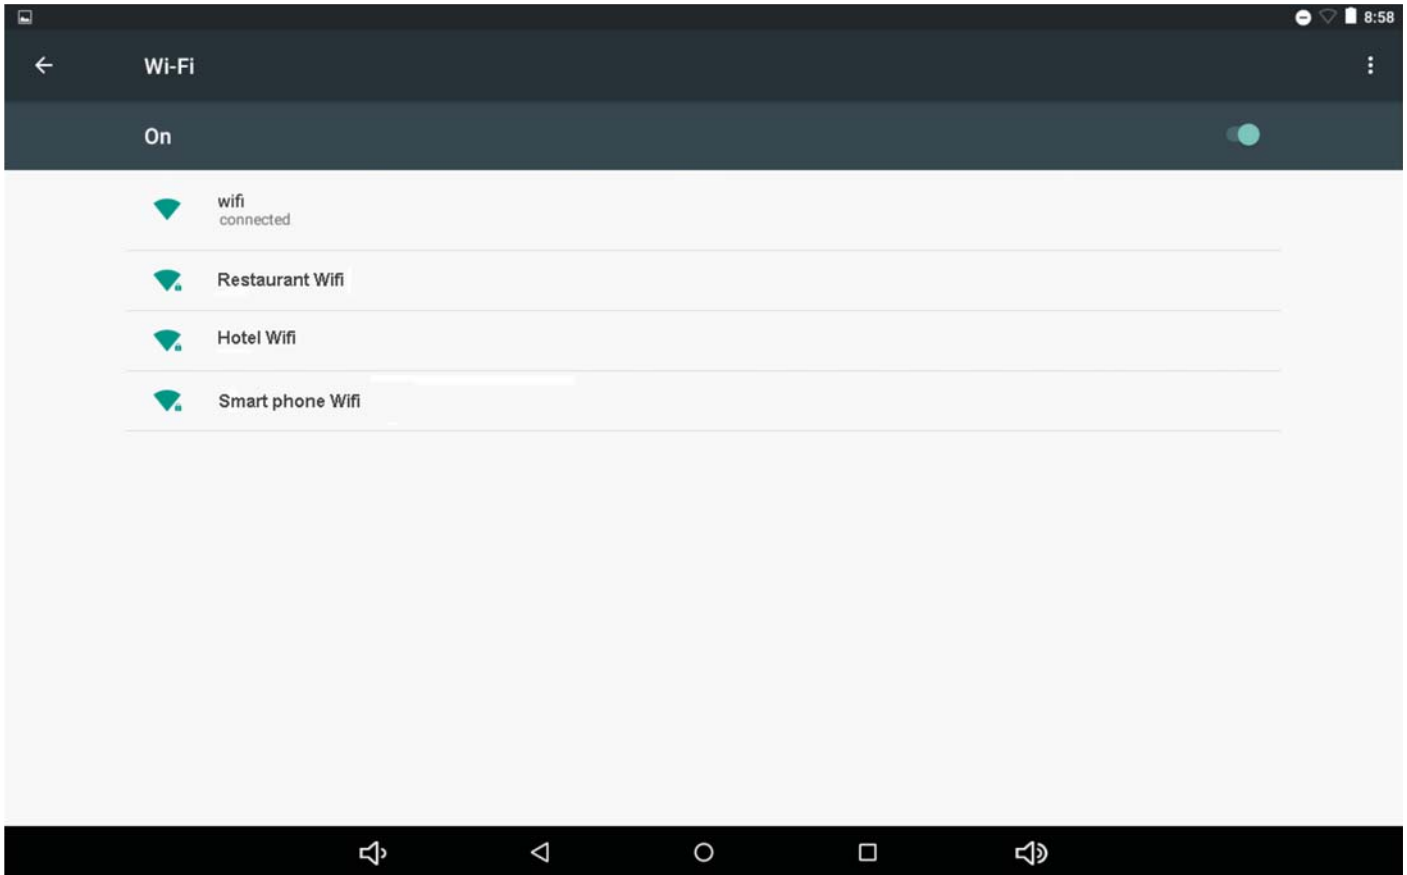 8:58
Wi-Fi
On
wifi
connected
Restaurant Wifi
Hotel Wifi
Smart phone Wifi